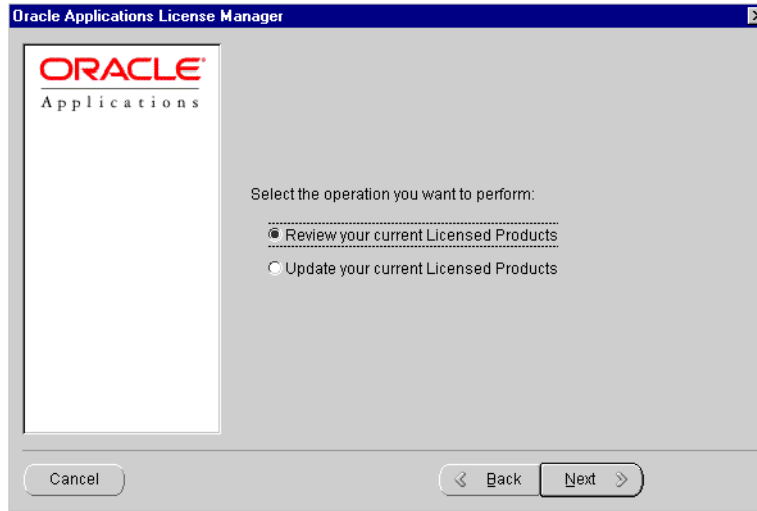 Oracle Applications License Manager
ORACLE®
Applications
Select the operation you want to perform:
Review your current Licensed Products
Update your current Licensed Products
Cancel
Back
Next